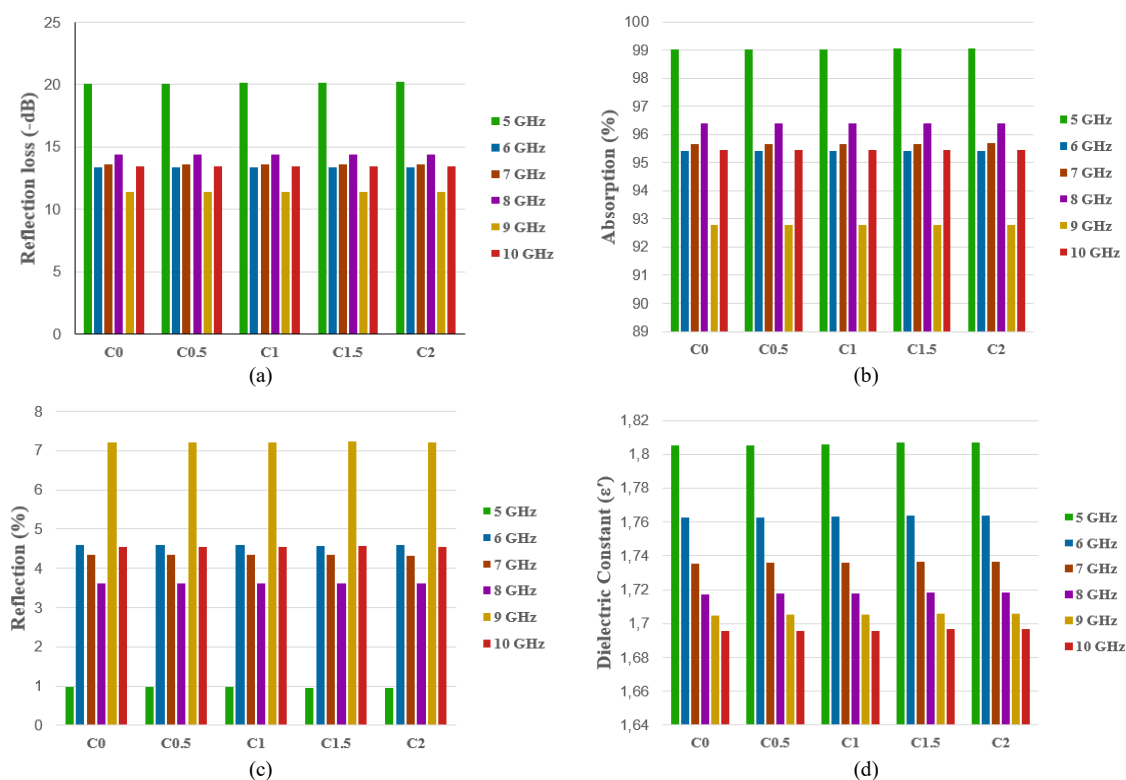 Reflection loss (-dB)
25
20
15
10
5
0
C0 C0.5 C1 C1.5 C2
5 GHz
6 GHz
7 GHz
8 GHz
9 GHz
10 GHz
(a)
Absorption (%)
100
99
98
97
96
95
94
93
92
91
90
89
C0 C0.5 C1 C1.5 C2
5 GHz
6 GHz
7 GHz
8 GHz
9 GHz
10 GHz
(b)
Reflection (%)
8
7
6
5
4
3
2
1
0
C0 C0.5 C1 C1.5 C2
5 GHz
6 GHz
7 GHz
8 GHz
9 GHz
10 GHz
(c)
Dielectric Constant (ε′)
1,82
1,8
1,78
1,76
1,74
1,72
1,7
1,68
1,66
1,64
C0 C0.5 C1 C1.5 C2
5 GHz
6 GHz
7 GHz
8 GHz
9 GHz
10 GHz
(d)